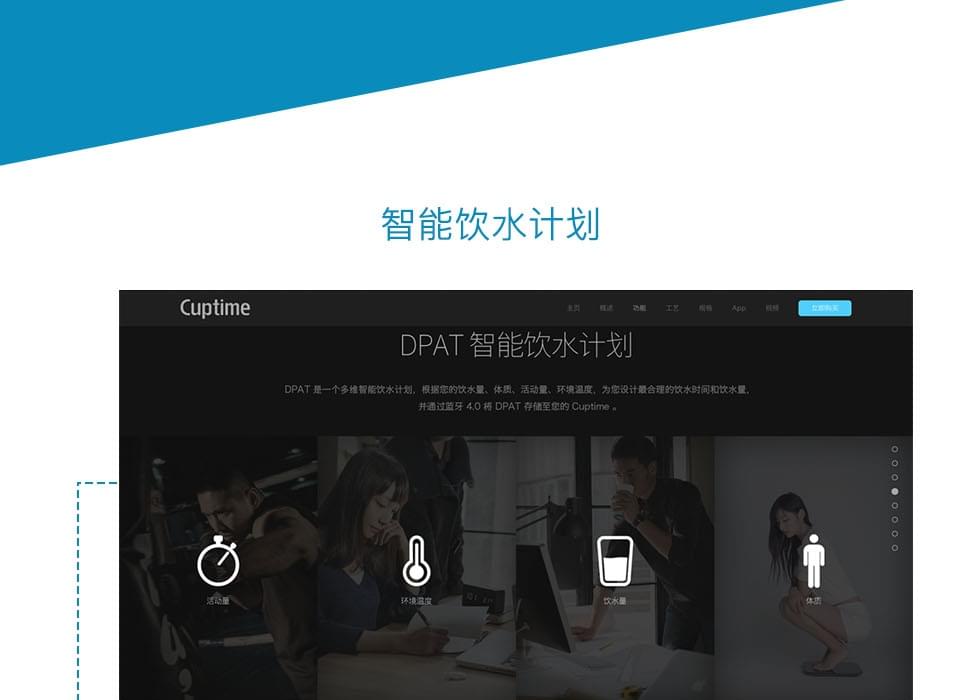 智能饮水计划
Cuptime 主页 概述 功能 工艺 规格 App 视频 立即购买
DPAT 智能饮水计划
DPAT 是一个多维智能饮水计划，根据您的饮水量、体质、活动量、环境温度，为您设计最合理的饮水时间和饮水量，
并通过蓝牙 4.0 将 DPAT 存储至您的 Cuptime 。
活动量 环境温度 饮水量 体质